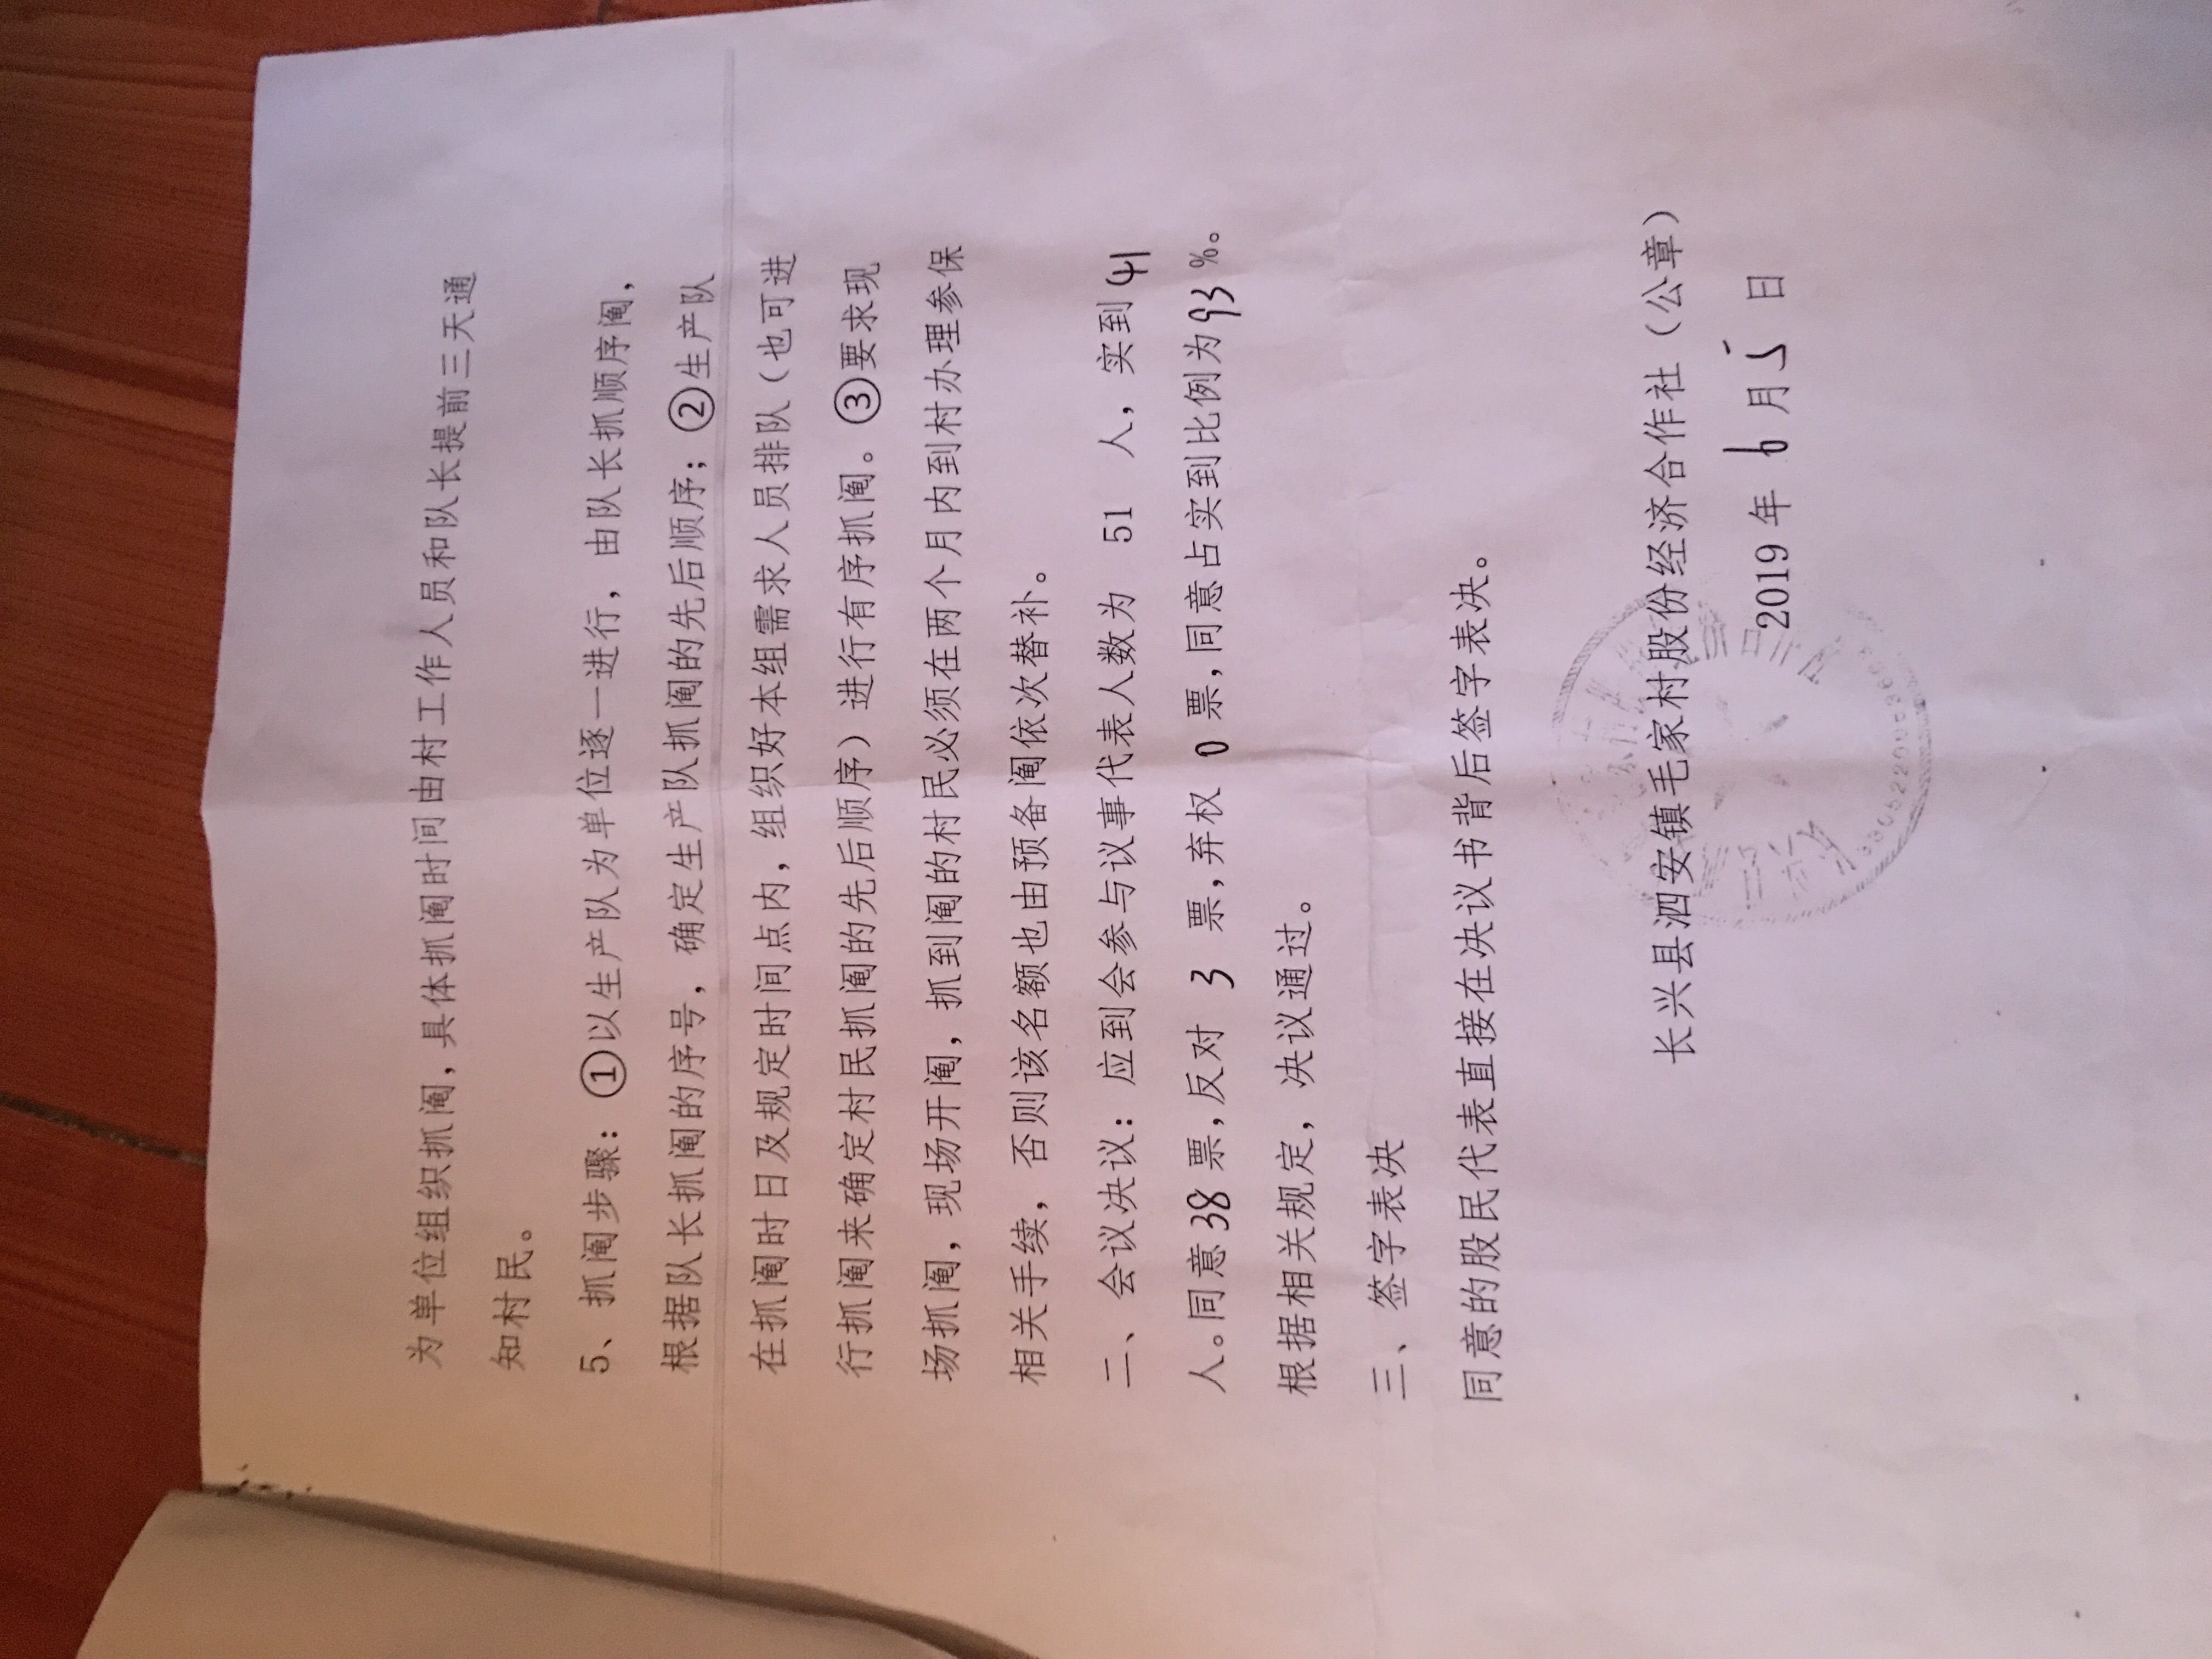 为单位组织抓阄，具体抓阄时间由村工作人员和队长提前三天通
知村民。
5、抓阄步骤：①以生产队为单位逐一进行，由队长抓顺序阄，
根据队长抓阄的序号，确定生产队抓阄的先后顺序；②生产队
在抓阄时日及规定时间点内，组织好本组需求人员排队（也可进
行抓阄来确定村民抓阄的先后顺序）进行有序抓阄。③要求现
场抓阄，现场开阄，抓到阄的村民必须在两个月内到村办理参保
相关手续，否则该名额也由预备阄依次替补。
二、会议决议：应到会参与议事代表人数为 51 人，实到 41
人。同意 38 票，反对 3 票，弃权 0 票，同意占实到比例为 93 %。
根据相关规定，决议通过。
三、签字表决
同意的股民代表直接在决议书背后签字表决。
长兴县泗安镇毛家村股份经济合作社（公章）
2019 年 6 月 5 日